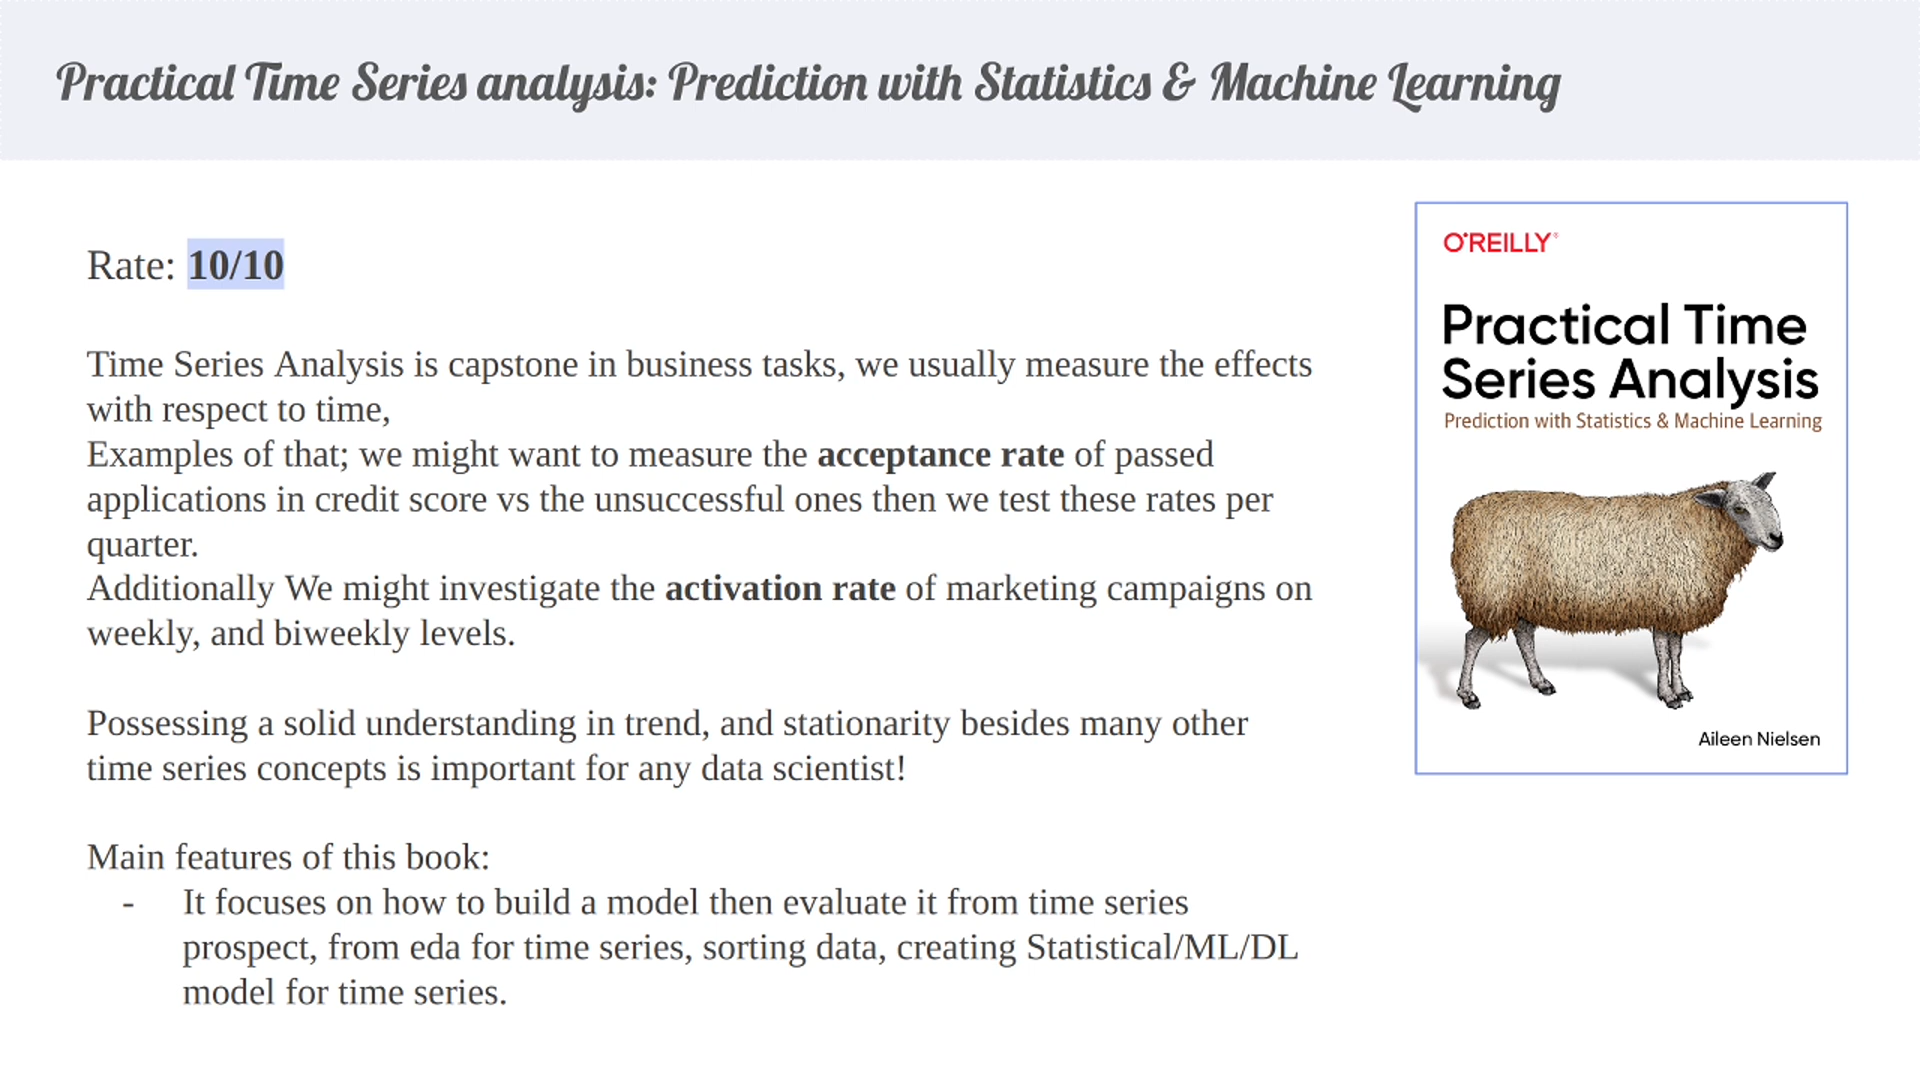 Practical Time Series analysis: Prediction with Statistics & Machine Learning
Rate: 10/10
Time Series Analysis is capstone in business tasks, we usually measure the effects
with respect to time,
Examples of that; we might want to measure the acceptance rate of passed
applications in credit score vs the unsuccessful ones then we test these rates per
quarter.
Additionally We might investigate the activation rate of marketing campaigns on
weekly, and biweekly levels.
Possessing a solid understanding in trend, and stationarity besides many other
time series concepts is important for any data scientist!
Main features of this book:
- It focuses on how to build a model then evaluate it from time series
prospect, from eda for time series, sorting data, creating Statistical/ML/DL
model for time series.
O'REILLY®
Practical Time
Series Analysis
Prediction with Statistics & Machine Learning
Aileen Nielsen